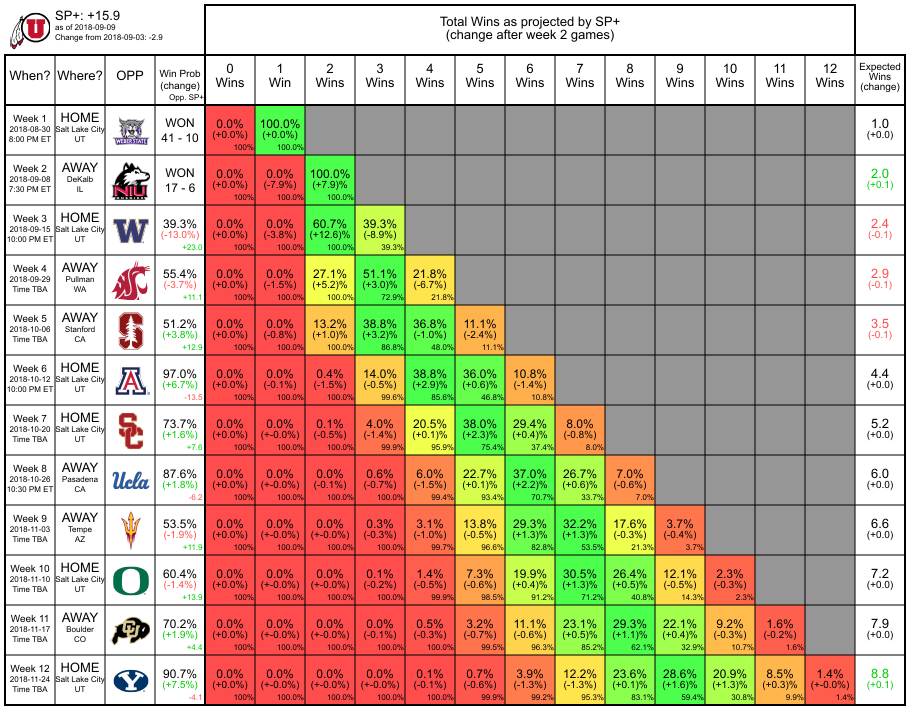 SP+: +15.9
as of 2018-09-09
Change from 2018-09-03: -2.9
Total Wins as projected by SP+
(change after week 2 games)
When? Where? OPP Win Prob (change) Opp. SP+ 0 Wins 1 Win 2 Wins 3 Wins 4 Wins 5 Wins 6 Wins 7 Wins 8 Wins 9 Wins 10 Wins 11 Wins 12 Wins Expected Wins (change)
Week 1 HOME WEBER STATE WON 0.0% 100.0% 1.0
2018-08-30 Salt Lake City 41 - 10 (+0.0%) (+0.0%) (+0.0)
8:00 PM ET UT 100% 100.0%
Week 2 AWAY NIU WON 0.0% 0.0% 100.0% 2.0
2018-09-08 DeKalb 17 - 6 (+0.0%) (-7.9%) (+7.9)% (+0.1)
7:30 PM ET IL 100% 100.0% 100.0%
Week 3 HOME W 39.3% 0.0% 0.0% 60.7% 39.3% 2.4
2018-09-15 Salt Lake City (-13.0%) (+0.0%) (-3.8%) (+12.6%) (-8.9%) (-0.1)
10:00 PM ET UT +23.0 100% 100.0% 100.0% 39.3%
Week 4 AWAY 55.4% 0.0% 0.0% 27.1% 51.1% 21.8% 2.9
2018-09-29 Pullman (-3.7%) (+0.0%) (-1.5%) (+5.2%) (+3.0)% (-6.7%) (-0.1)
Time TBA WA +11.1 100% 100.0% 100.0% 72.9% 21.8%
Week 5 AWAY S 51.2% 0.0% 0.0% 13.2% 38.8% 36.8% 11.1% 3.5
2018-10-06 Stanford (+3.8%) (+0.0%) (-0.8%) (+1.0)% (+3.2)% (-1.0%) (-2.4%) (-0.1)
Time TBA CA +12.9 100% 100.0% 100.0% 86.8% 48.0% 11.1%
Week 6 HOME A 97.0% 0.0% 0.0% 0.4% 14.0% 38.8% 36.0% 10.8% 4.4
2018-10-12 Salt Lake City (+6.7%) (+0.0%) (-0.1%) (-1.5%) (-0.5%) (+2.9)% (+0.6)% (-1.4%) (+0.0)
10:00 PM ET UT -13.5 100% 100.0% 100.0% 99.6% 85.6% 46.8% 10.8%
Week 7 HOME SC 73.7% 0.0% 0.0% 0.1% 4.0% 20.5% 38.0% 29.4% 8.0% 5.2
2018-10-20 Salt Lake City (+1.6%) (+0.0%) (+-0.0%) (-0.5%) (-1.4%) (+0.1)% (+2.3)% (+0.4)% (-0.8%) (+0.0)
Time TBA UT +7.6 100% 100.0% 100.0% 99.9% 95.9% 75.4% 37.4% 8.0%
Week 8 AWAY Ucla 87.6% 0.0% 0.0% 0.0% 0.6% 6.0% 22.7% 37.0% 26.7% 7.0% 6.0
2018-10-26 Pasadena (+1.8%) (+0.0%) (+-0.0%) (-0.1%) (-0.7%) (-1.5%) (+0.1)% (+2.2)% (+0.6)% (-0.6%) (+0.0)
10:30 PM ET CA -6.2 100% 100.0% 100.0% 100.0% 99.4% 93.4% 70.7% 33.7% 7.0%
Week 9 AWAY 53.5% 0.0% 0.0% 0.0% 0.3% 3.1% 13.8% 29.3% 32.2% 17.6% 3.7% 6.6
2018-11-03 Tempe (-1.9%) (+0.0%) (+-0.0%) (+-0.0%) (-0.3%) (-1.0%) (-0.5%) (+1.3)% (+1.3)% (-0.3%) (-0.4%) (+0.0)
Time TBA AZ +11.9 100% 100.0% 100.0% 100.0% 99.7% 96.6% 82.8% 53.5% 21.3% 3.7%
Week 10 HOME O 60.4% 0.0% 0.0% 0.0% 0.1% 1.4% 7.3% 19.9% 30.5% 26.4% 12.1% 2.3% 7.2
2018-11-10 Salt Lake City (-1.4%) (+0.0%) (+-0.0%) (+-0.0%) (-0.2%) (-0.5%) (-0.6%) (+0.4)% (+1.3)% (+0.5)% (-0.5%) (-0.3%) (+0.0)
Time TBA UT +13.9 100% 100.0% 100.0% 100.0% 99.9% 98.5% 91.2% 71.2% 40.8% 14.3% 2.3%
Week 11 AWAY CU 70.2% 0.0% 0.0% 0.0% 0.0% 0.5% 3.2% 11.1% 23.1% 29.3% 22.1% 9.2% 1.6% 7.9
2018-11-17 Boulder (+1.9%) (+0.0%) (+-0.0%) (+-0.0%) (-0.1%) (-0.3%) (-0.7%) (-0.6%) (+0.5)% (+1.1)% (+0.4)% (-0.3%) (-0.2%) (+0.0)
Time TBA CO +4.4 100% 100.0% 100.0% 100.0% 100.0% 99.5% 96.3% 85.2% 62.1% 32.9% 10.7% 1.6%
Week 12 HOME Y 90.7% 0.0% 0.0% 0.0% 0.0% 0.1% 0.7% 3.9% 12.2% 23.6% 28.6% 20.9% 8.5% 1.4% 8.8
2018-11-24 Salt Lake City (+7.5%) (+0.0%) (+-0.0%) (+-0.0%) (+-0.0%) (-0.1%) (-0.6%) (-1.3%) (-1.3%) (+0.1)% (+1.6)% (+1.3)% (+0.3)% (+-0.0% (+0.1)
Time TBA UT -4.1 100% 100.0% 100.0% 100.0% 100.0% 99.9% 99.2% 95.3% 83.1% 59.4% 30.8% 9.9% 1.4%